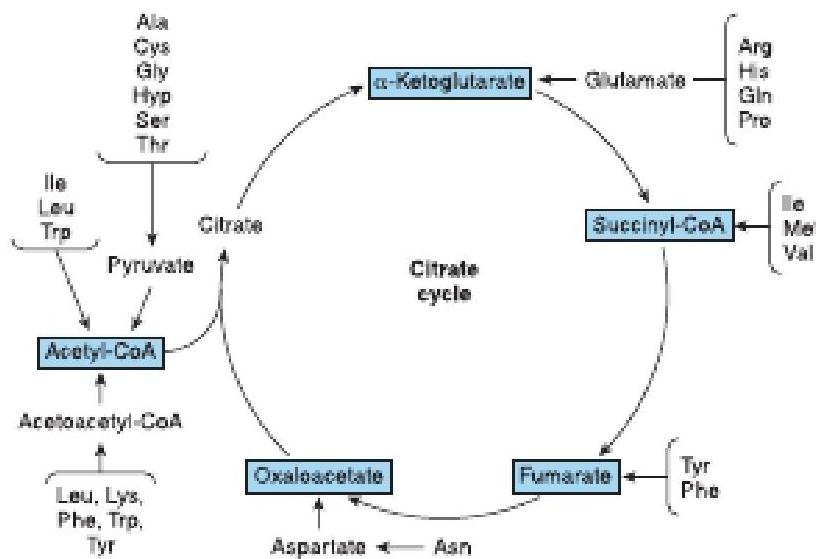 Ala
Cys
Gly
Hyp
Ser
Thr
Ile
Leu
Trp
Pyruvate
Citrate
α-Ketoglutarate
Glutamate
Arg
His
Gln
Pro
Succinyl-CoA
Ile
Met
Val
Citrate
cycle
Acetyl-CoA
Acetoacetyl-CoA
Leu, Lys,
Phe, Trp,
Tyr
Oxaloacetate
Fumarate
Tyr
Phe
Aspartate
Asn